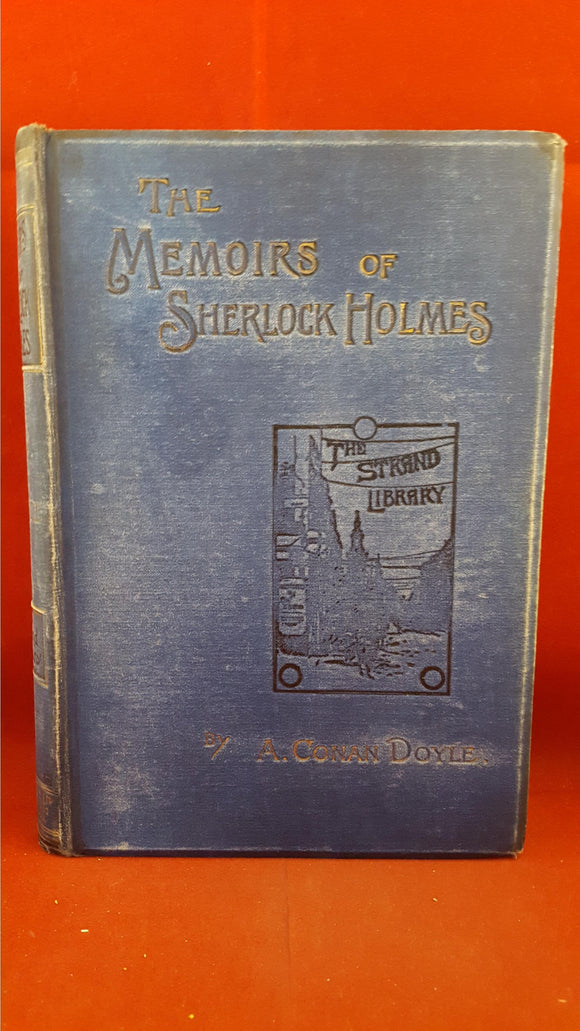 The
Memoirs of
Sherlock Holmes
The
Strand
Library
By A. Conan Doyle.